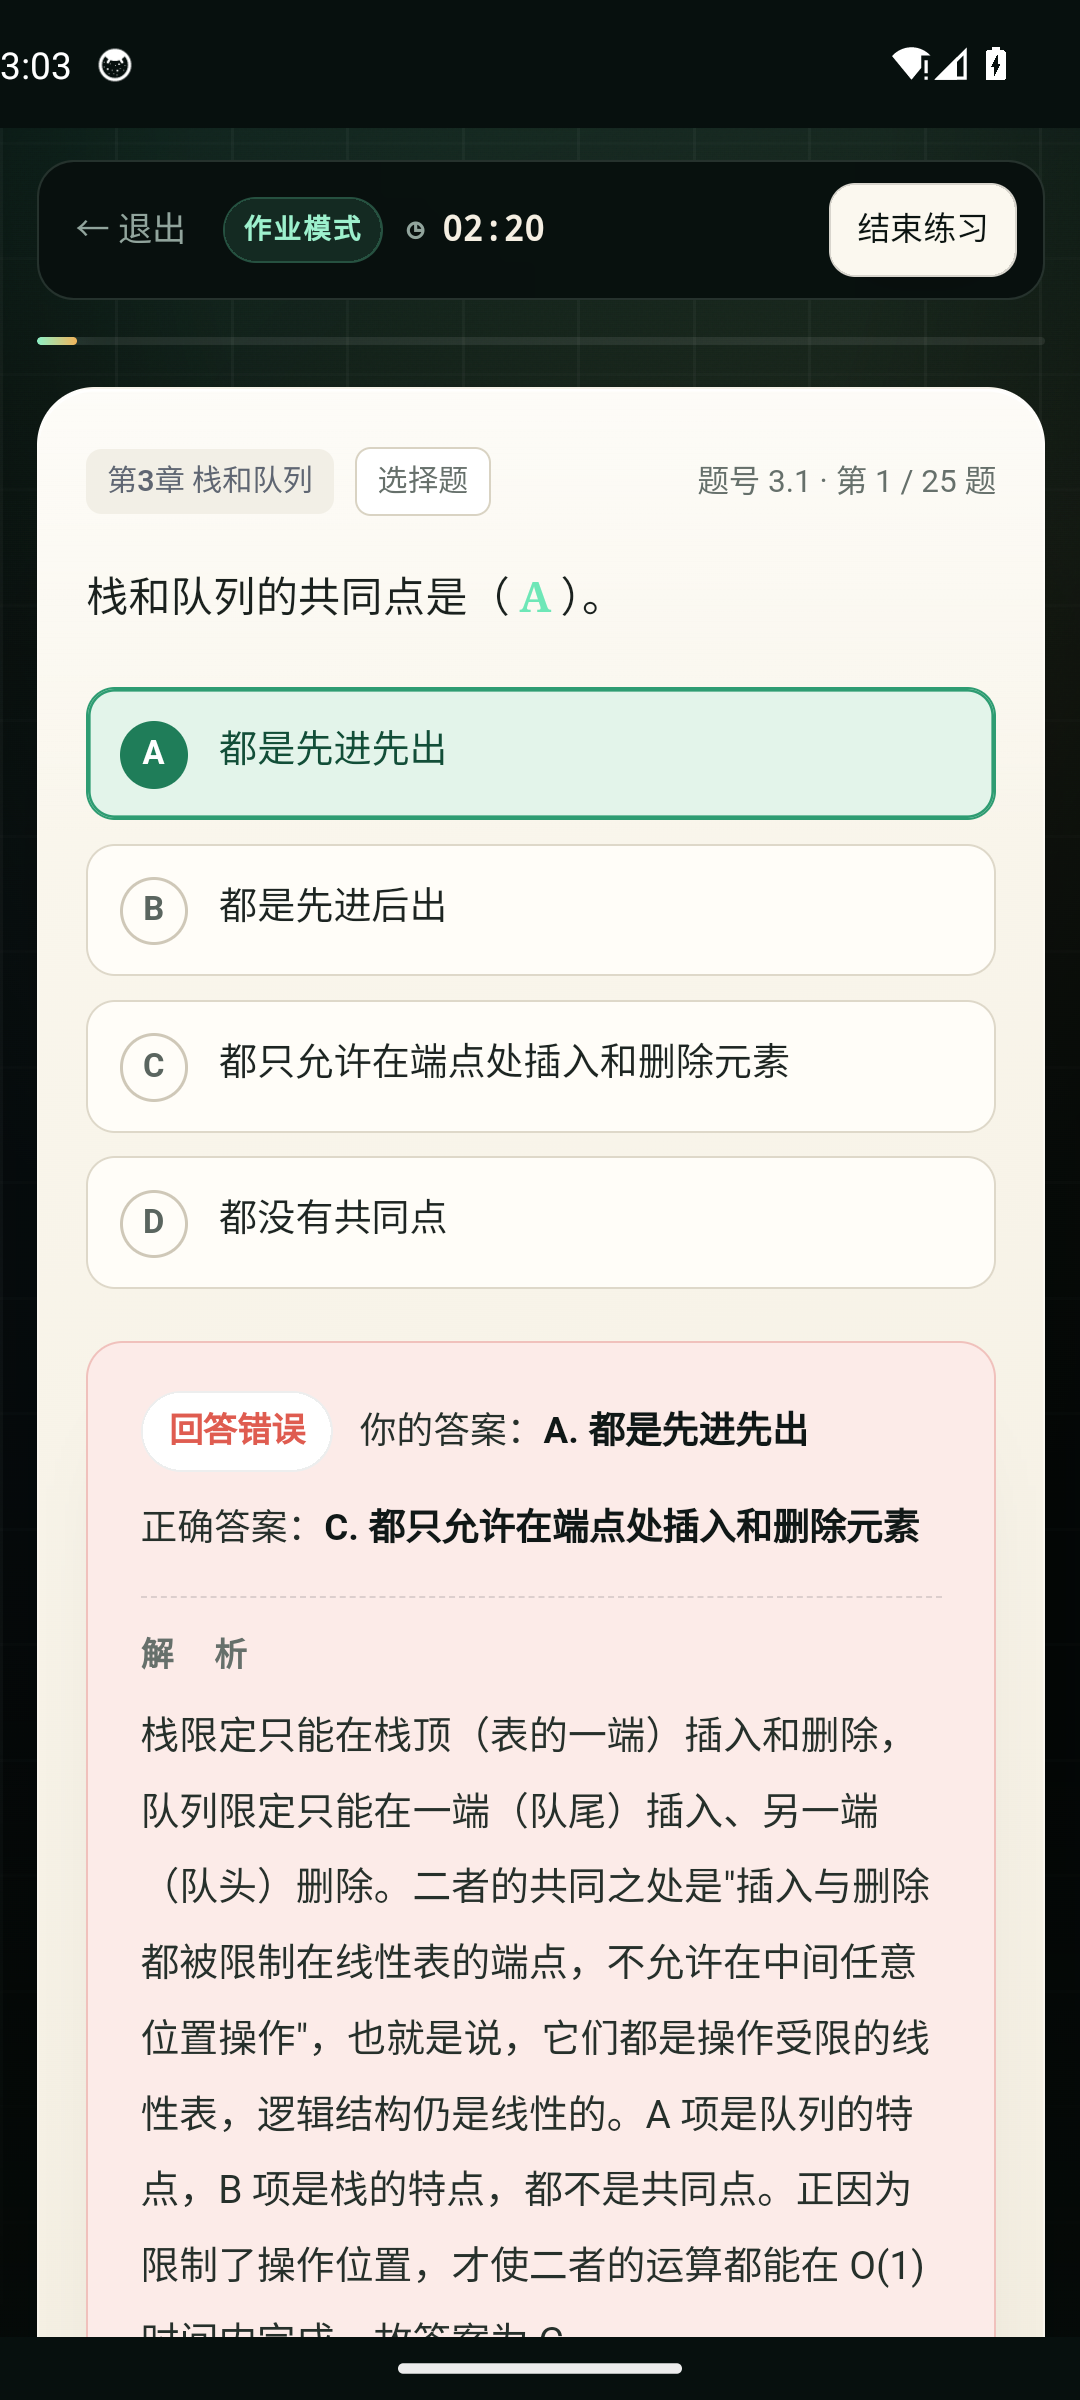 3:03
← 退出 作业模式 02:20 结束练习
第3章 栈和队列 选择题 题号 3.1 · 第 1 / 25 题
栈和队列的共同点是（ A ）。
A 都是先进先出
B 都是先进后出
C 都只允许在端点处插入和删除元素
D 都没有共同点
回答错误 你的答案：A. 都是先进先出
正确答案：C. 都只允许在端点处插入和删除元素
解 析
栈限定只能在栈顶（表的一端）插入和删除，
队列限定只能在一端（队尾）插入、另一端
（队头）删除。二者的共同之处是"插入与删除
都被限制在线性表的端点，不允许在中间任意
位置操作"，也就是说，它们都是操作受限的线
性表，逻辑结构仍是线性的。A 项是队列的特
点，B 项是栈的特点，都不是共同点。正因为
限制了操作位置，才使二者的运算都能在 O(1)
时间内完成。故答案为 C